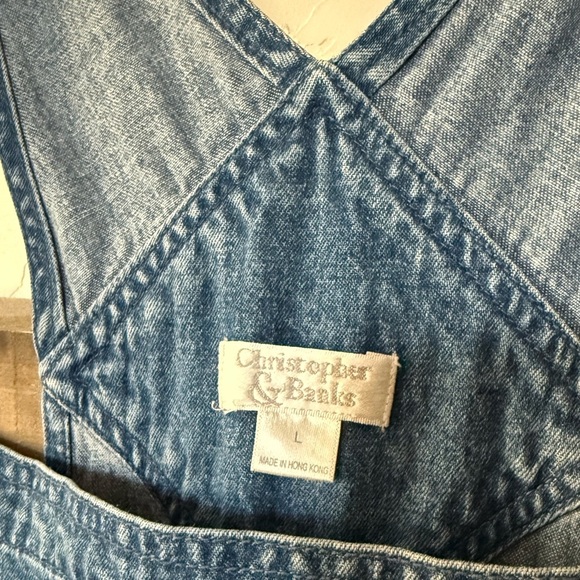 Christopher
& Banks
L
MADE IN HONG KONG